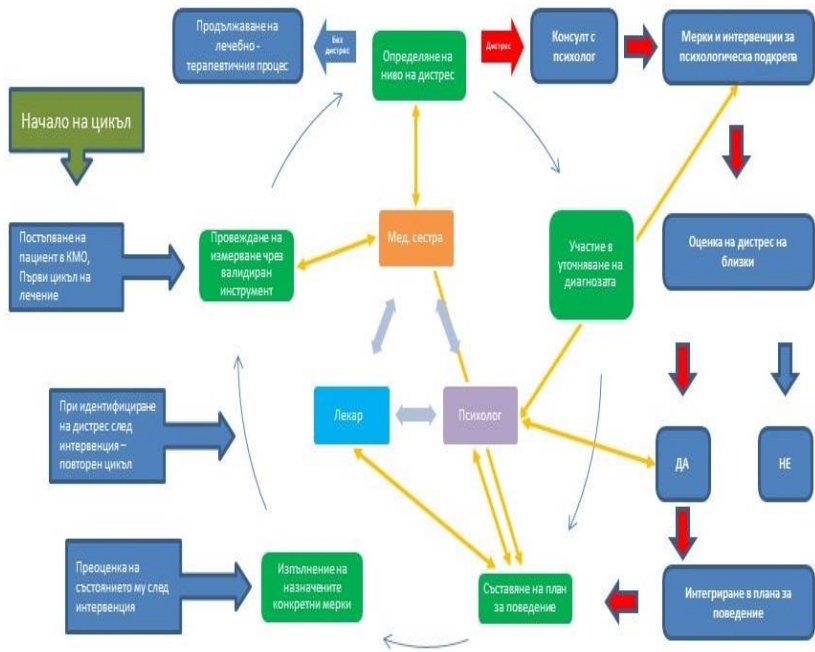 Продължаване на
лечебно -
терапевтичния процес
Без
дистрес
Определяне на
ниво на дистрес
Дистрес
Консулт с
психолог
Мерки и интервенции за
психологическа подкрепа
Начало на цикъл
Постъпване на
пациент в КМО,
Първи цикъл на
лечение
Провеждане на
измерване чрез
валидиран
инструмент
Мед. сестра
Участие в
уточняване на
диагнозата
Оценка на дистрес на
близки
При идентифициране
на дистрес след
интервенция –
повторен цикъл
Лекар
Психолог
ДА
НЕ
Преоценка на
състоянието му след
интервенция
Изпълнение на
назначените
конкретни мерки
Съставяне на план
за поведение
Интегриране в плана за
поведение